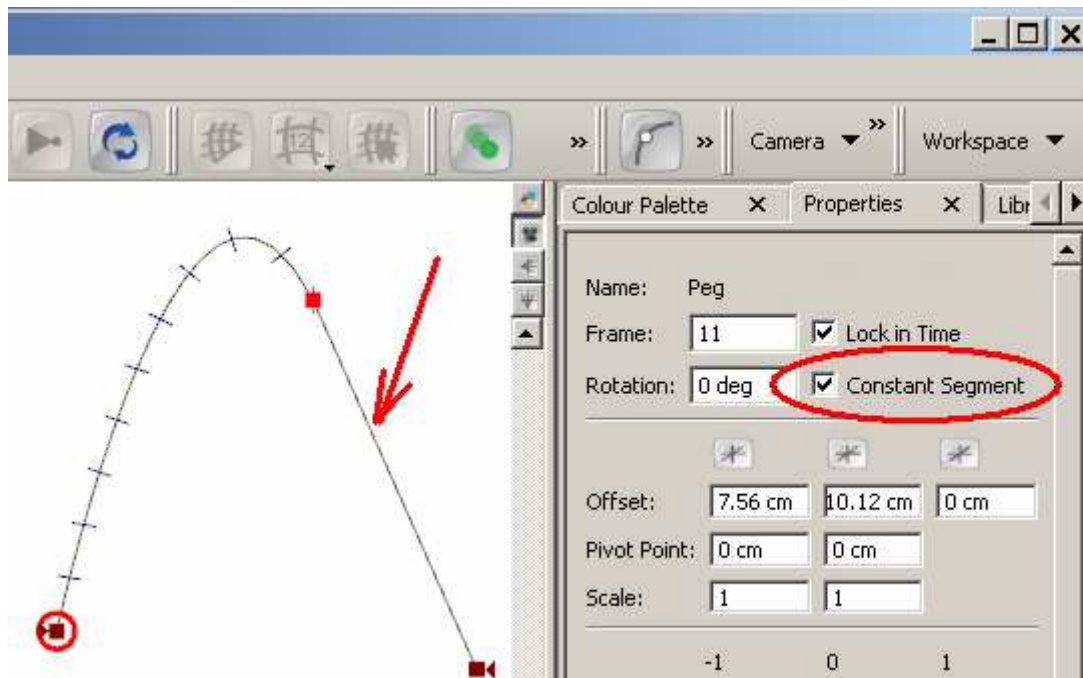 12 Camera Workspace
Colour Palette Properties Libr
Name: Peg
Frame: 11 Lock in Time
Rotation: 0 deg Constant Segment
Offset: 7.56 cm 10.12 cm 0 cm
Pivot Point: 0 cm 0 cm
Scale: 1 1
-1 0 1